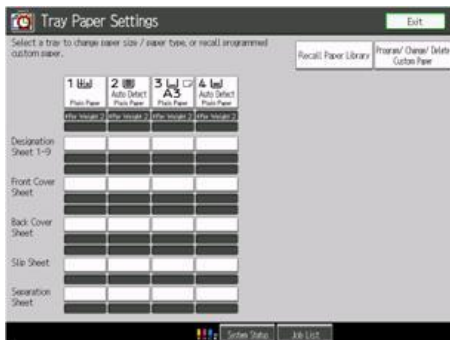 Tray Paper Settings
Exit
Select a tray to change paper size / paper type, or recall programmed
custom paper.
Recall Paper Library
Program/ Change/ Delete
Custom Paper
1
Plain Paper
2
Auto Detect
Plain Paper
3
A3
Plain Paper
4
Auto Detect
Plain Paper
Designation
Sheet 1-9
Front Cover
Sheet
Back Cover
Sheet
Slip Sheet
Separation
Sheet
System Status
Job List